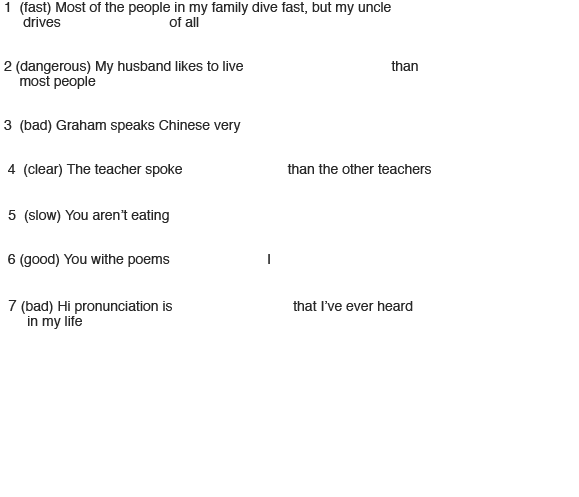 1 (fast) Most of the people in my family dive fast, but my uncle
drives of all
2 (dangerous) My husband likes to live than
most people
3 (bad) Graham speaks Chinese very
4 (clear) The teacher spoke than the other teachers
5 (slow) You aren't eating
6 (good) You withe poems I
7 (bad) Hi pronunciation is that I've ever heard
in my life